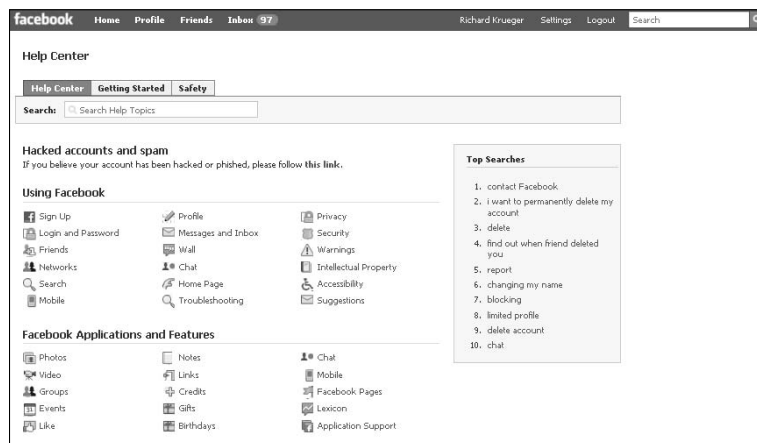 facebook Home Profile Friends Inbox 97 Richard Krueger Settings Logout Search
Help Center
Help Center Getting Started Safety
Search: Search Help Topics
Hacked accounts and spam
If you believe your account has been hacked or phished, please follow this link.
Using Facebook
Sign Up Profile Privacy
Login and Password Messages and Inbox Security
Friends Wall Warnings
Networks Chat Intellectual Property
Search Home Page Accessibility
Mobile Troubleshooting Suggestions
Facebook Applications and Features
Photos Notes Chat
Video Links Mobile
Groups Credits Facebook Pages
31 Events Gifts Lexicon
Like Birthdays Application Support
Top Searches
1. contact Facebook
2. i want to permanently delete my
account
3. delete
4. find out when friend deleted
you
5. report
6. changing my name
7. blocking
8. limited profile
9. delete account
10. chat